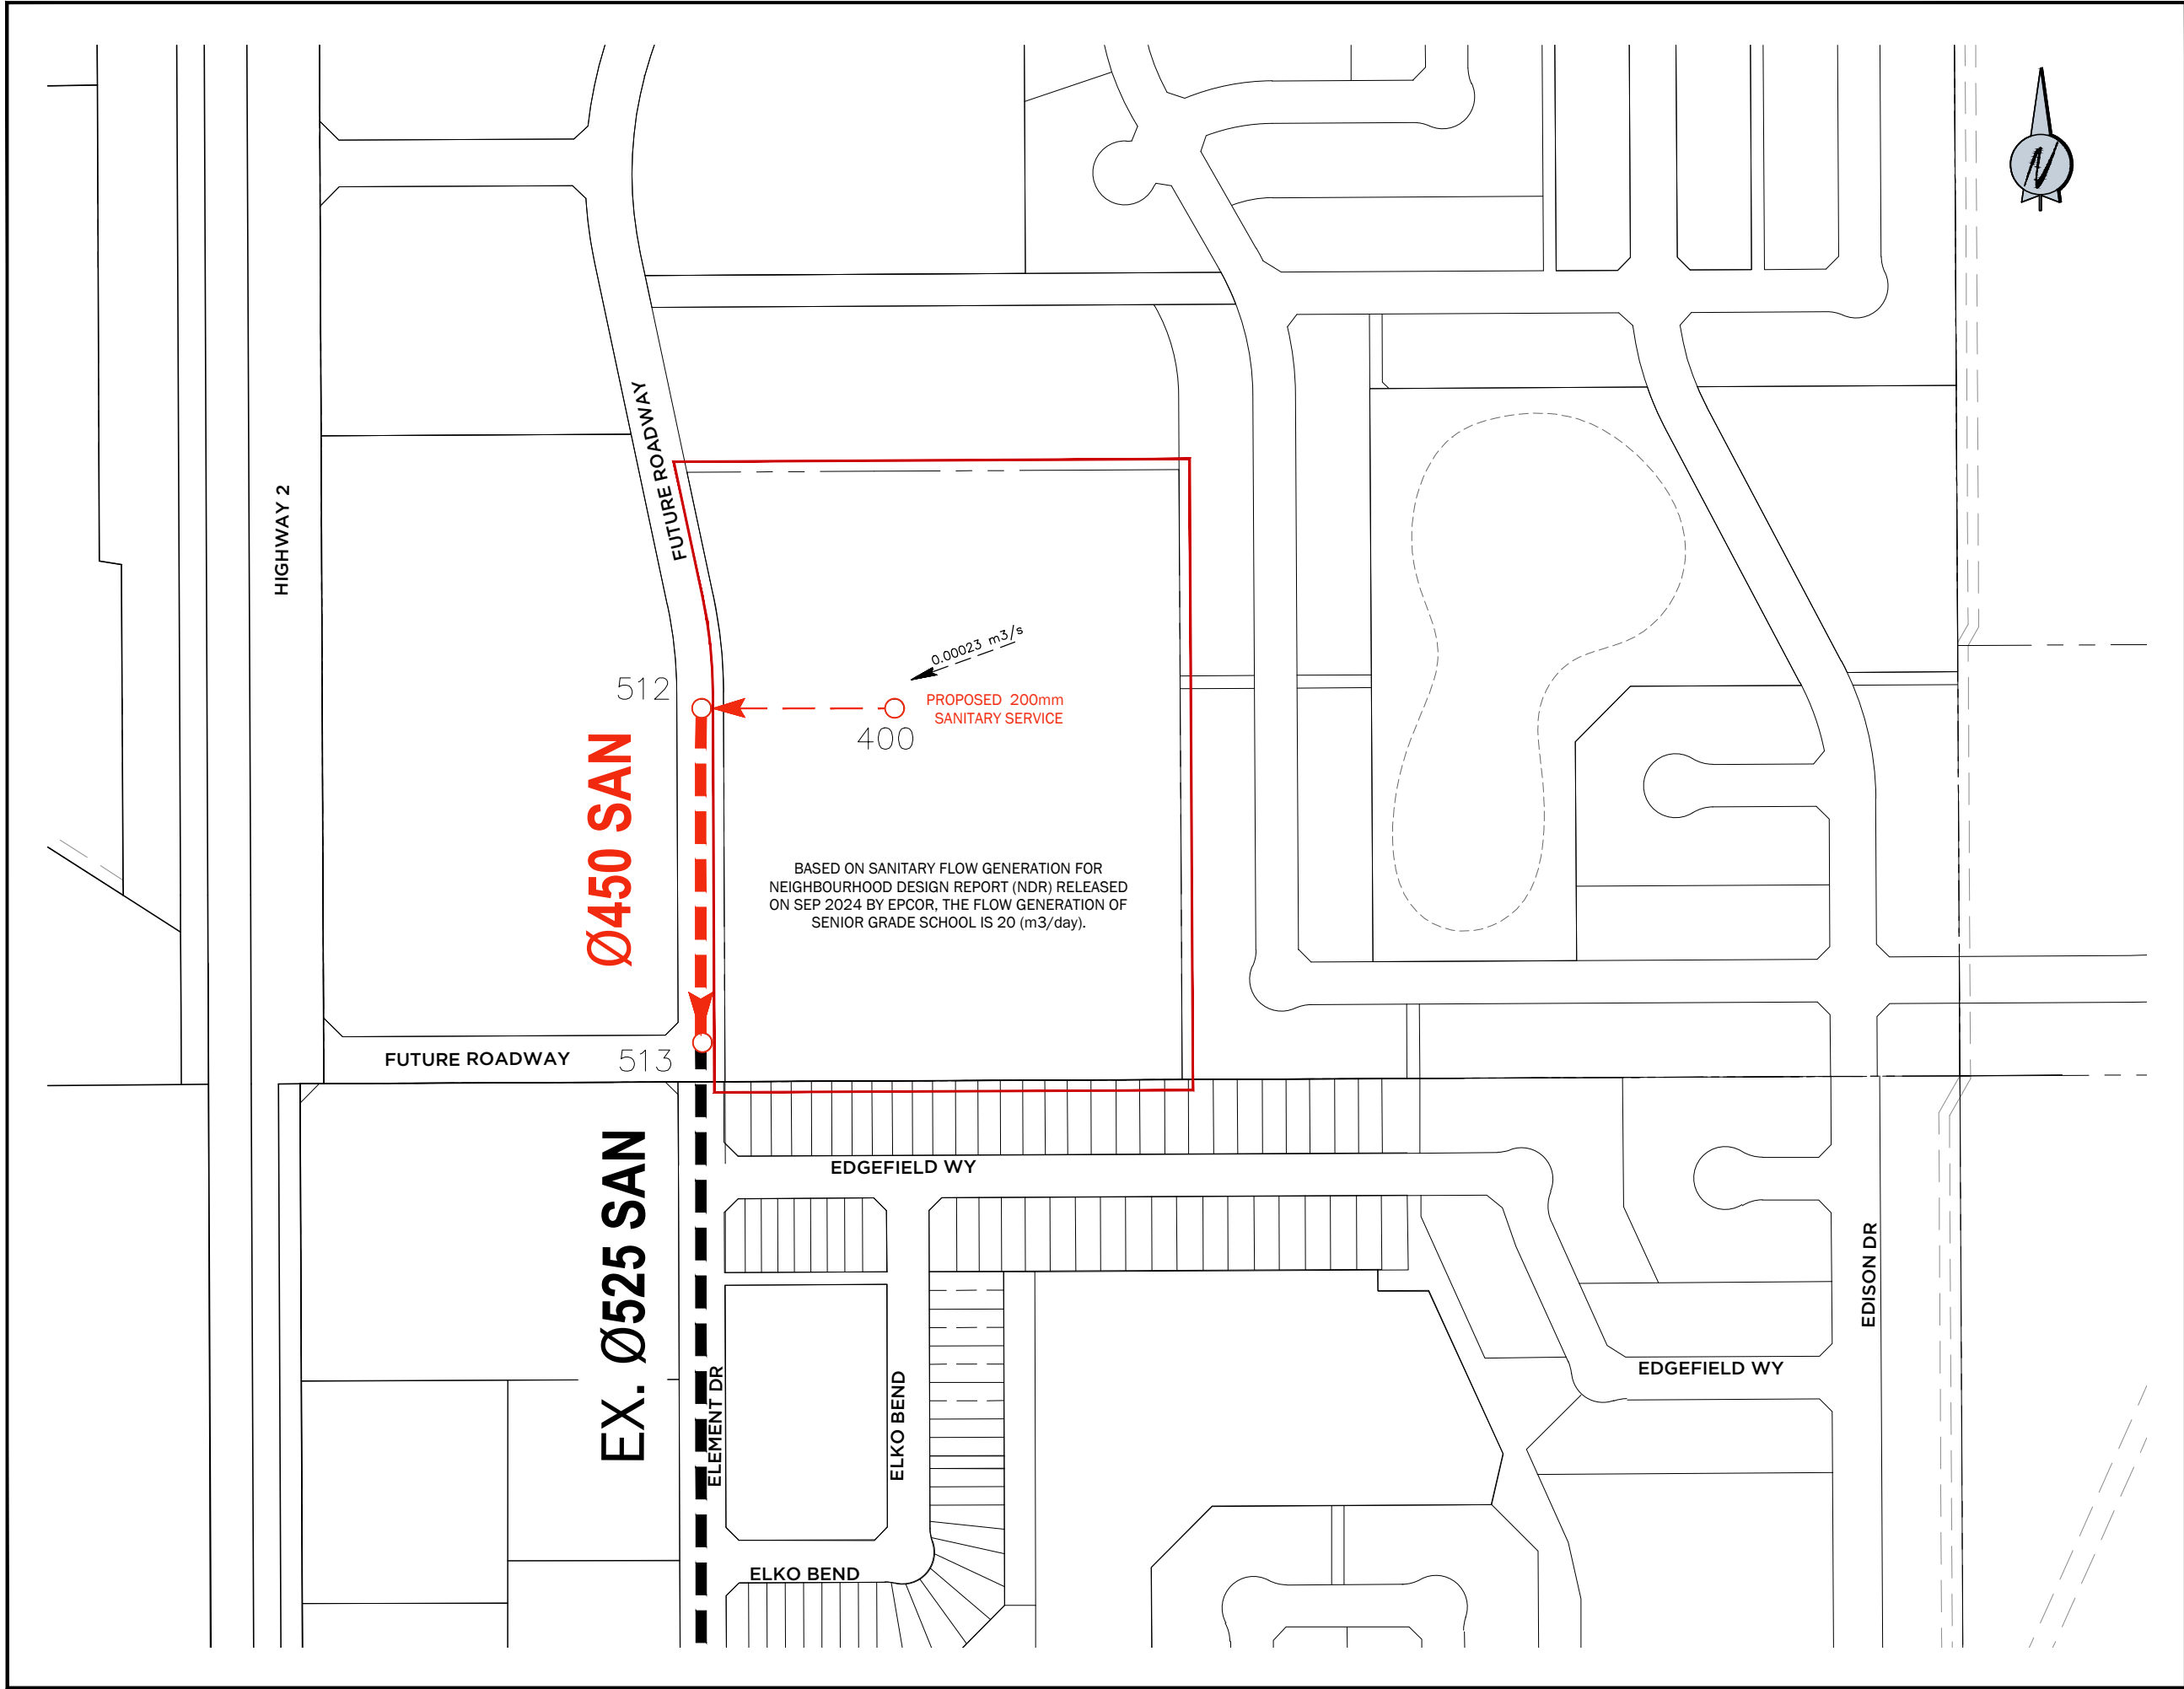 N
HIGHWAY 2
FUTURE ROADWAY
0.00023 m3/s
512
PROPOSED 200mm
SANITARY SERVICE
400
Ø450 SAN
BASED ON SANITARY FLOW GENERATION FOR
NEIGHBOURHOOD DESIGN REPORT (NDR) RELEASED
ON SEP 2024 BY EPCOR, THE FLOW GENERATION OF
SENIOR GRADE SCHOOL IS 20 (m3/day).
FUTURE ROADWAY
513
EDGEFIELD WY
EX. Ø525 SAN
EDISON DR
EDGEFIELD WY
ELEMENT DR
ELKO BEND
ELKO BEND